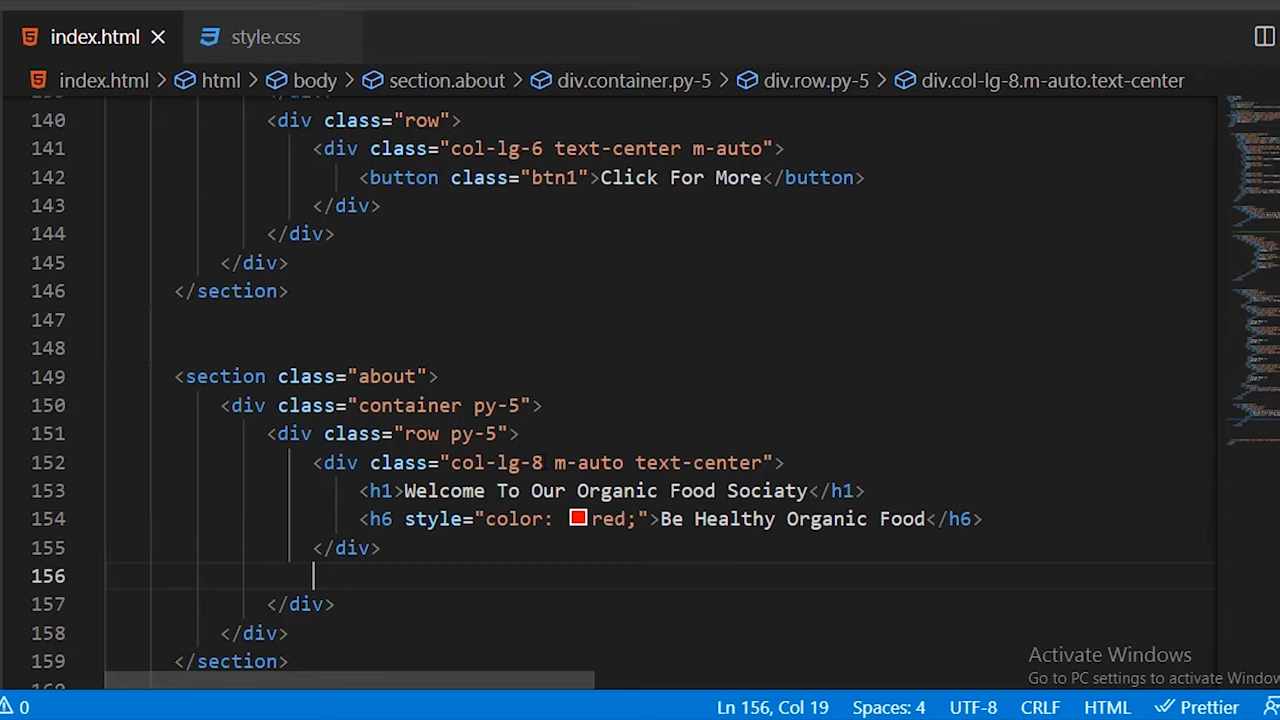 index.html × style.css
index.html > html > body > section.about > div.container.py-5 > div.row.py-5 > div.col-lg-8.m-auto.text-center
140 <div class="row">
141 <div class="col-lg-6 text-center m-auto">
142 <button class="btn1">Click For More</button>
143 </div>
144 </div>
145 </div>
146 </section>
147
148
149 <section class="about">
150 <div class="container py-5">
151 <div class="row py-5">
152 <div class="col-lg-8 m-auto text-center">
153 <h1>Welcome To Our Organic Food Sociaty</h1>
154 <h6 style="color: red;">Be Healthy Organic Food</h6>
155 </div>
156
157 </div>
158 </div>
159 </section>
Activate Windows
Go to PC settings to activate Window
0 Ln 156, Col 19 Spaces: 4 UTF-8 CRLF HTML Prettier